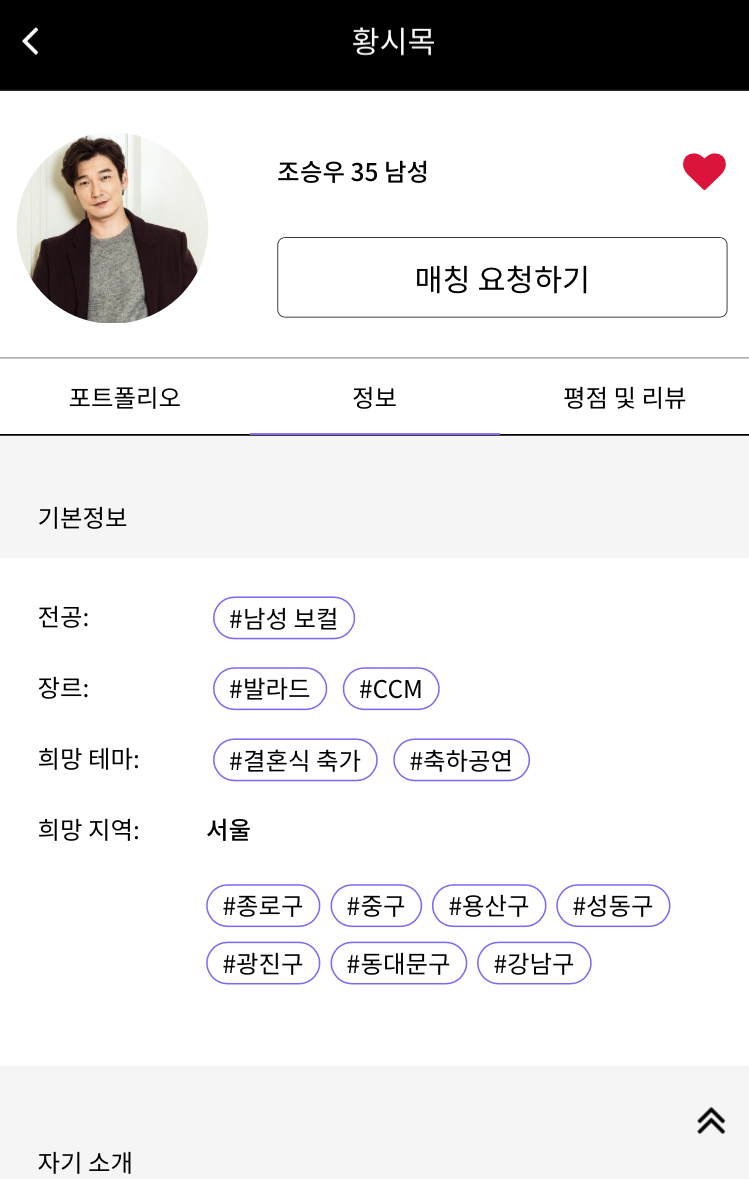 황시목
조승우 35 남성
매칭 요청하기
포트폴리오 정보 평점 및 리뷰
기본정보
전공: #남성 보컬
장르: #발라드 #CCM
희망 테마: #결혼식 축가 #축하공연
희망 지역: 서울
#종로구 #중구 #용산구 #성동구
#광진구 #동대문구 #강남구
자기 소개